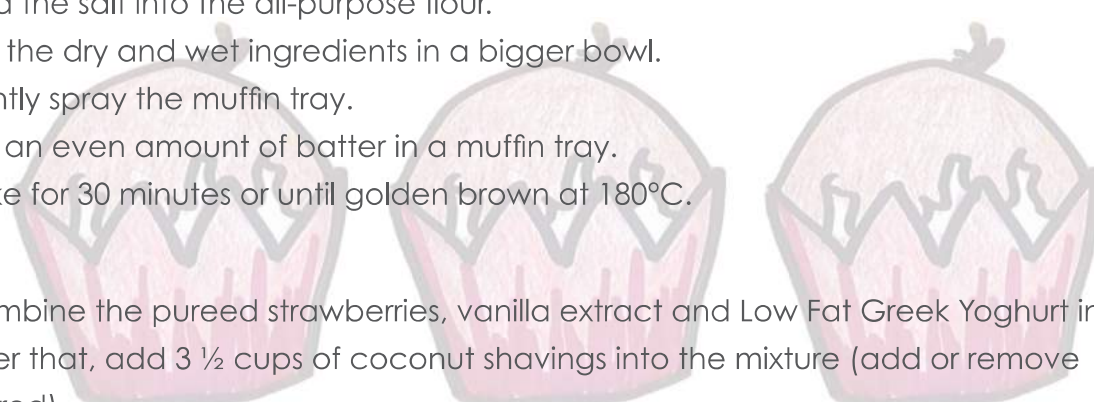 d the salt into the all-purpose flour.
the dry and wet ingredients in a bigger bowl.
ntly spray the muffin tray.
an even amount of batter in a muffin tray.
ke for 30 minutes or until golden brown at 180°C.
mbine the pureed strawberries, vanilla extract and Low Fat Greek Yoghurt in
er that, add 3 ½ cups of coconut shavings into the mixture (add or remove